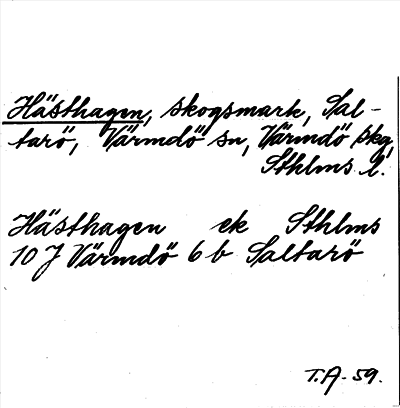 Hästhagen, skogsmark, Sal-
tarö, Värmdö sn, Värmdö skg,
Sthlms l.
Hästhagen ek Sthlms
10 J Värmdö 6 b Saltarö
T.A. 59.